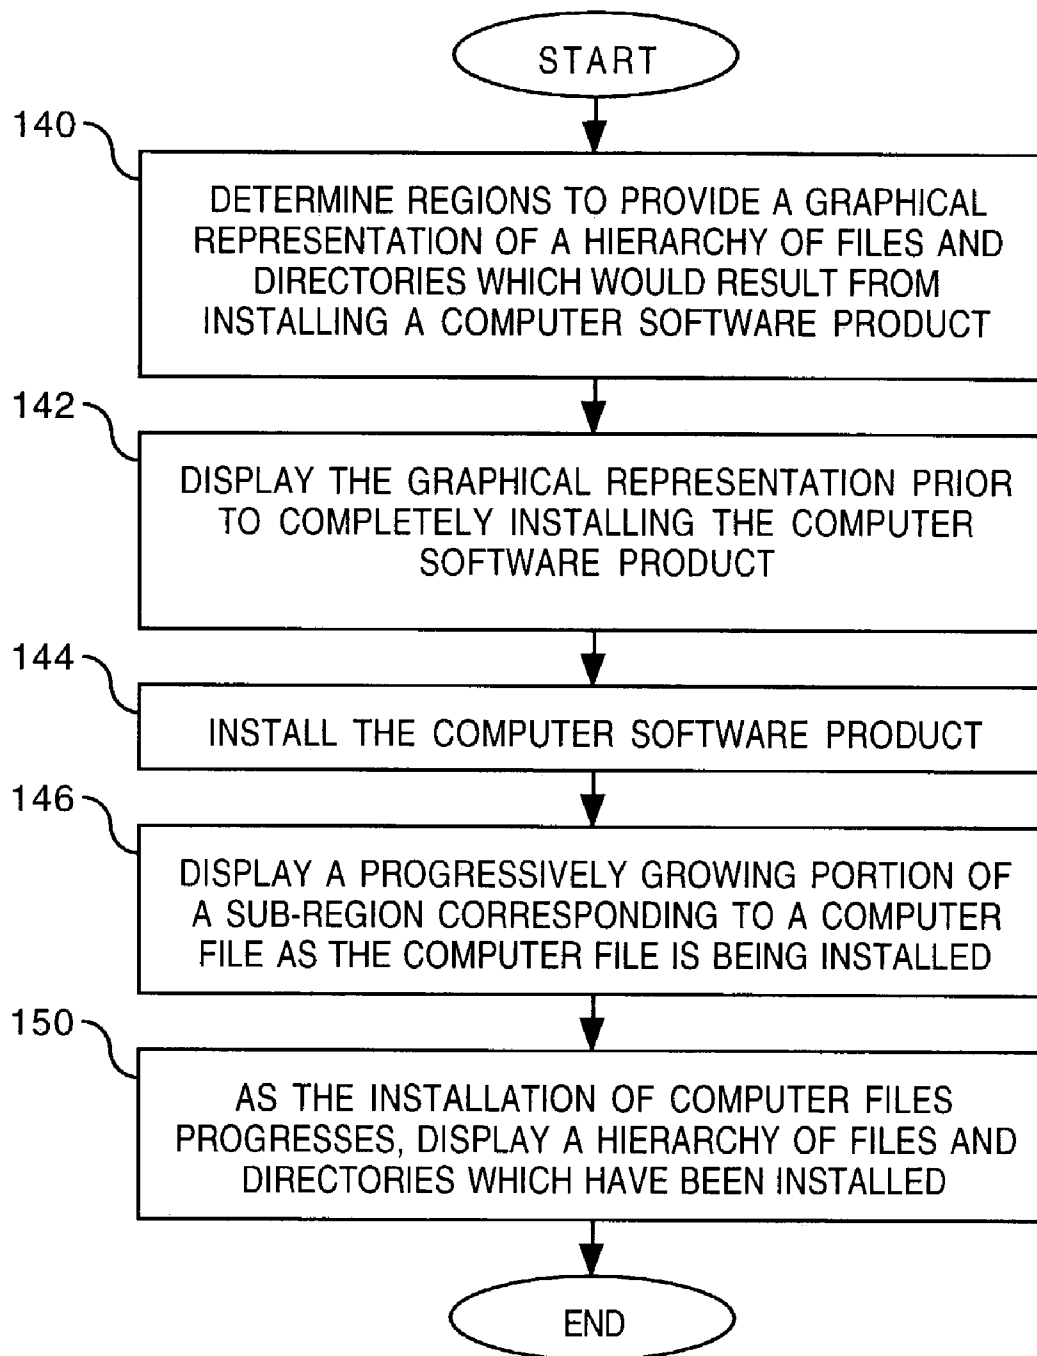 START
140
DETERMINE REGIONS TO PROVIDE A GRAPHICAL
REPRESENTATION OF A HIERARCHY OF FILES AND
DIRECTORIES WHICH WOULD RESULT FROM
INSTALLING A COMPUTER SOFTWARE PRODUCT
142
DISPLAY THE GRAPHICAL REPRESENTATION PRIOR
TO COMPLETELY INSTALLING THE COMPUTER
SOFTWARE PRODUCT
144
INSTALL THE COMPUTER SOFTWARE PRODUCT
146
DISPLAY A PROGRESSIVELY GROWING PORTION OF
A SUB-REGION CORRESPONDING TO A COMPUTER
FILE AS THE COMPUTER FILE IS BEING INSTALLED
150
AS THE INSTALLATION OF COMPUTER FILES
PROGRESSES, DISPLAY A HIERARCHY OF FILES AND
DIRECTORIES WHICH HAVE BEEN INSTALLED
END